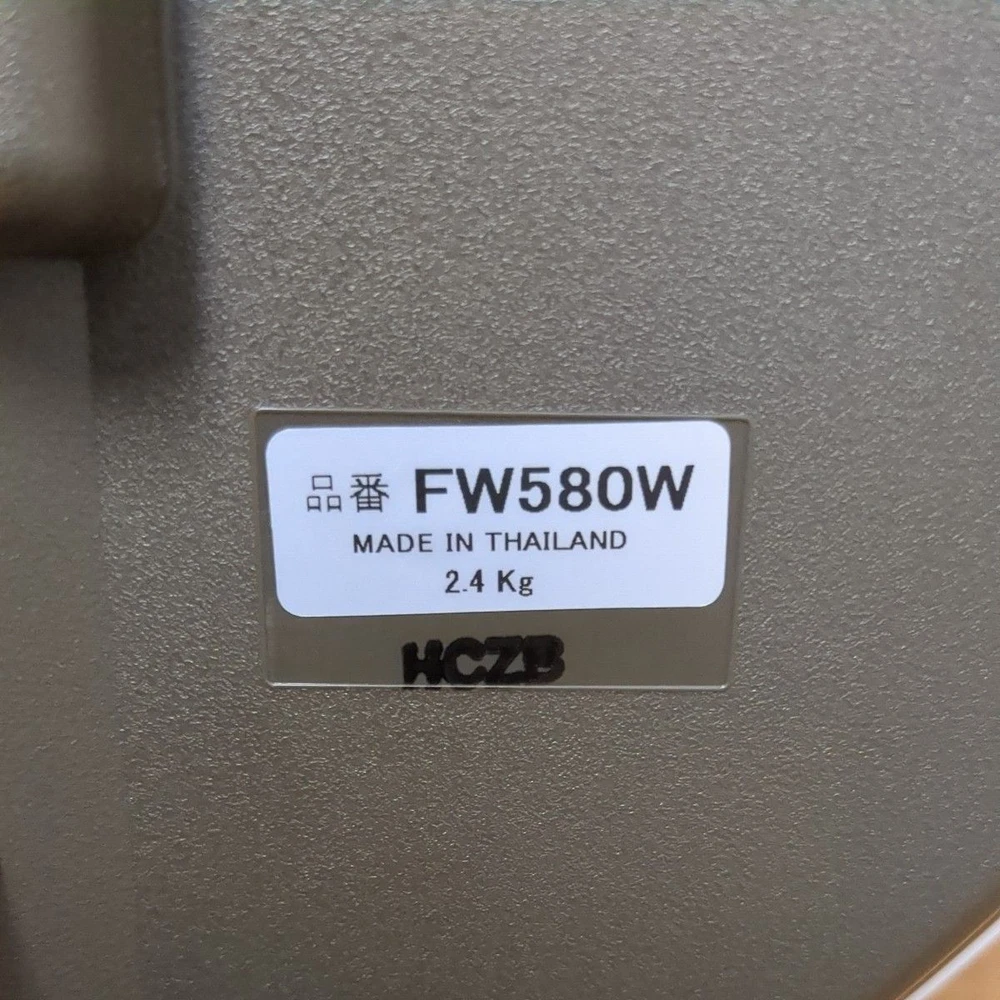 品番 FW580W
MADE IN THAILAND
2.4 Kg
HCZB